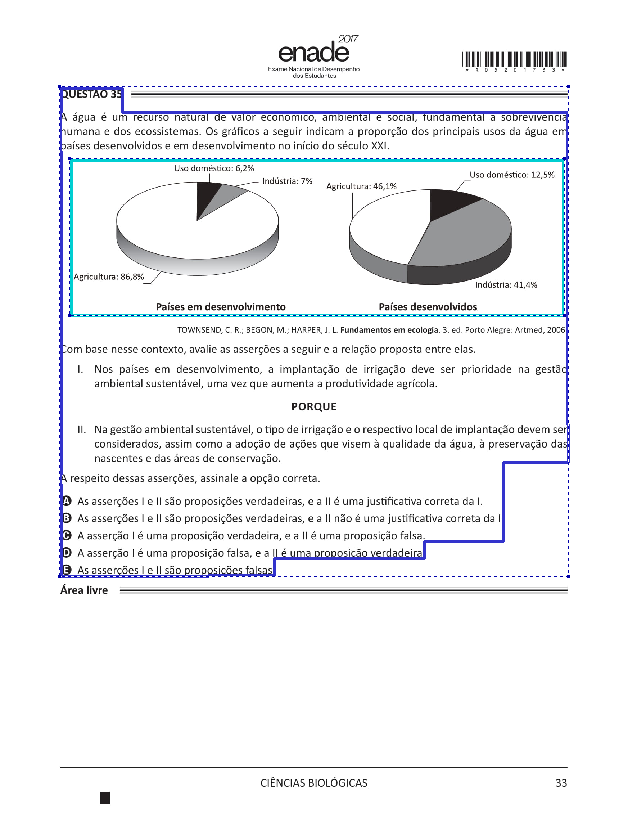 2017
enade
Exame Nacional de Desempenho
dos Estudantes
*R0520175 3*
QUESTÃO 35
A água é um recurso natural de valor econômico, ambiental e social, fundamental à sobrevivência
humana e dos ecossistemas. Os gráficos a seguir indicam a proporção dos principais usos da água em
países desenvolvidos e em desenvolvimento no início do século XXI.
Uso doméstico: 6,2%
Indústria: 7%
Agricultura: 86,8%
Países em desenvolvimento
Uso doméstico: 12,5%
Agricultura: 46,1%
Indústria: 41,4%
Países desenvolvidos
TOWNSEND, C. R.; BEGON, M.; HARPER, J. L. Fundamentos em ecologia. 3. ed. Porto Alegre: Artmed, 2006
Com base nesse contexto, avalie as asserções a seguir e a relação proposta entre elas.
I. Nos países em desenvolvimento, a implantação de irrigação deve ser prioridade na gestão
ambiental sustentável, uma vez que aumenta a produtividade agrícola.
PORQUE
II. Na gestão ambiental sustentável, o tipo de irrigação e o respectivo local de implantação devem ser
considerados, assim como a adoção de ações que visem à qualidade da água, à preservação das
nascentes e das áreas de conservação.
A respeito dessas asserções, assinale a opção correta.
A As asserções I e II são proposições verdadeiras, e a II é uma justificativa correta da I.
B As asserções I e II são proposições verdadeiras, e a II não é uma justificativa correta da I
C A asserção I é uma proposição verdadeira, e a II é uma proposição falsa.
D A asserção I é uma proposição falsa, e a II é uma proposição verdadeira
E As asserções I e II são proposições falsas
Área livre
CIÊNCIAS BIOLÓGICAS 33